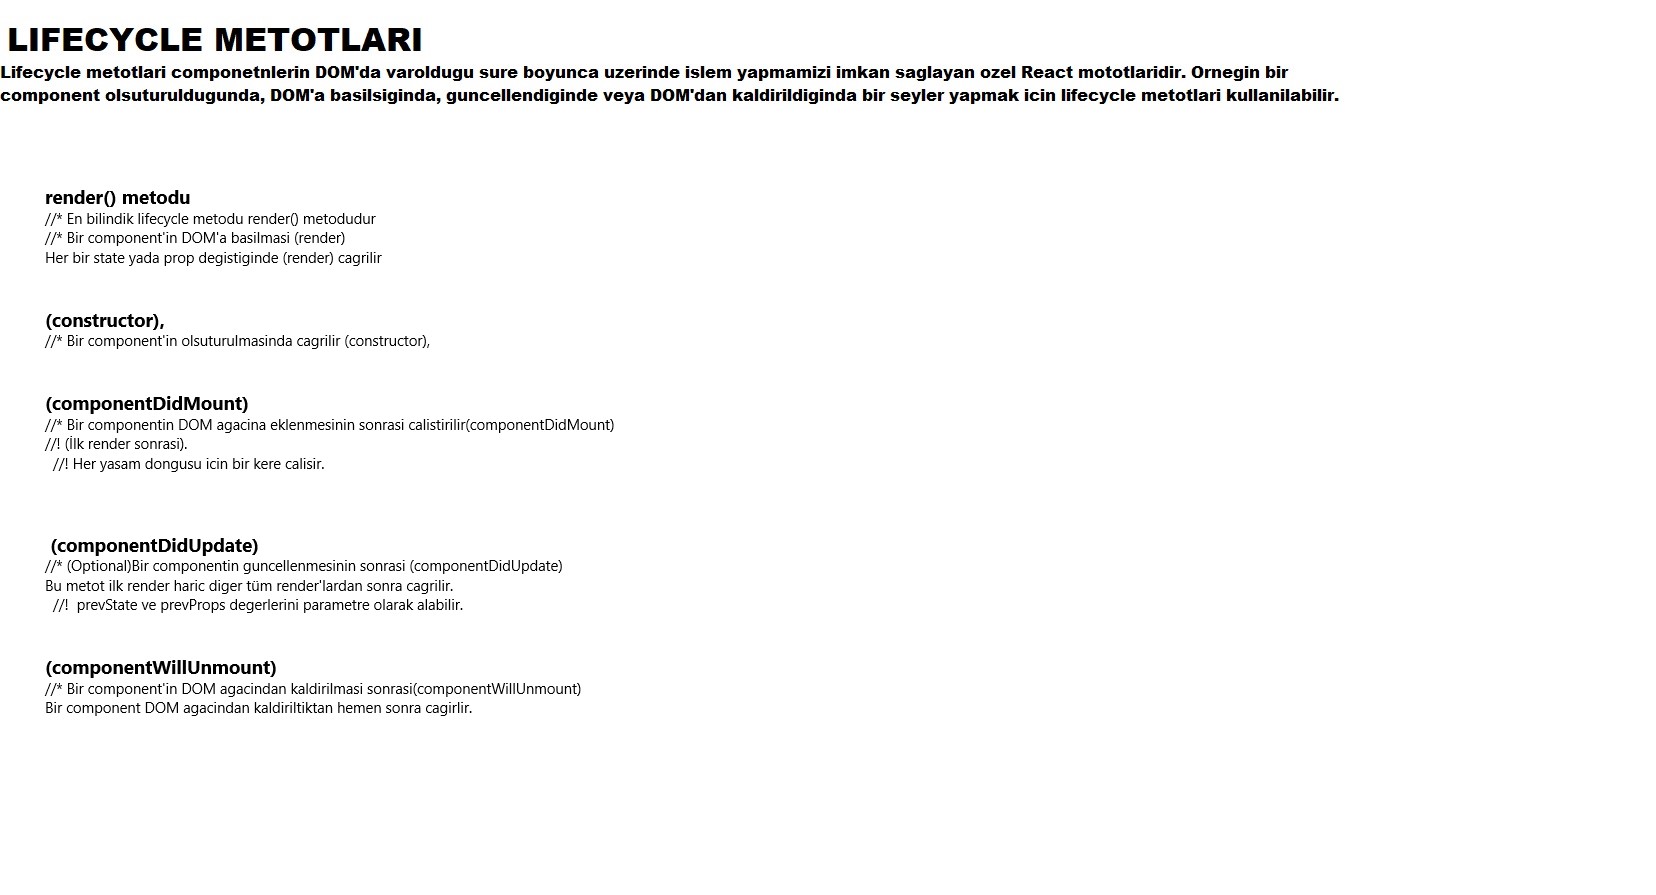 LIFECYCLE METOTLARI
Lifecycle metotlari componetnlerin DOM'da varoldugu sure boyunca uzerinde islem yapmamizi imkan saglayan ozel React mototlaridir. Ornegin bir
component olsuturuldugunda, DOM'a basilsiginda, guncellendiginde veya DOM'dan kaldirildiginda bir seyler yapmak icin lifecycle metotlari kullanilabilir.
render() metodu
//* En bilindik lifecycle metodu render() metodudur
//* Bir component'in DOM'a basilmasi (render)
Her bir state yada prop degistiginde (render) cagrilir
(constructor),
//* Bir component'in olsuturulmasinda cagrilir (constructor),
(componentDidMount)
//* Bir componentin DOM agacina eklenmesinin sonrasi calistirilir(componentDidMount)
//! (İlk render sonrasi).
//! Her yasam dongusu icin bir kere calisir.
(componentDidUpdate)
//* (Optional)Bir componentin guncellenmesinin sonrasi (componentDidUpdate)
Bu metot ilk render haric diger tüm render'lardan sonra cagrilir.
//!  prevState ve prevProps degerlerini parametre olarak alabilir.
(componentWillUnmount)
//* Bir component'in DOM agacindan kaldirilmasi sonrasi(componentWillUnmount)
Bir component DOM agacindan kaldiriltiktan hemen sonra cagirlir.